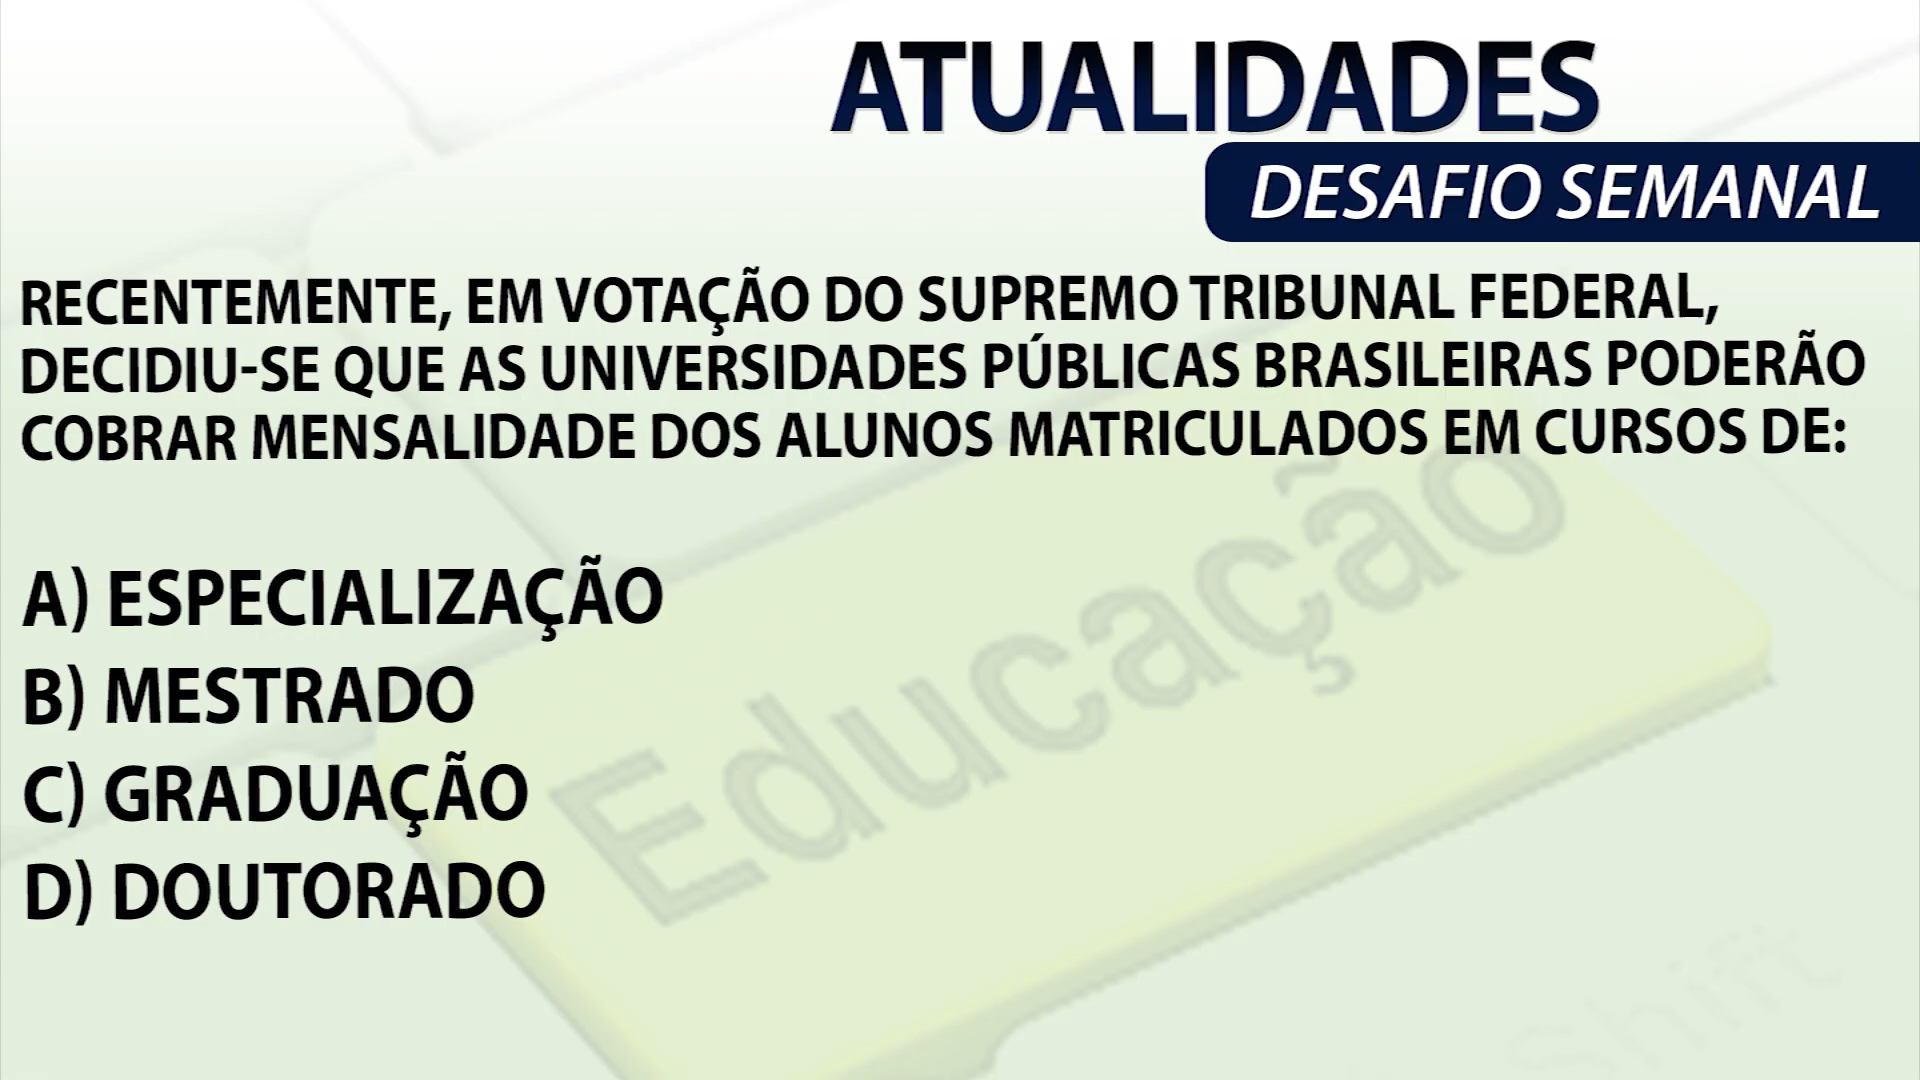 ATUALIDADES
DESAFIO SEMANAL
RECENTEMENTE, EM VOTAÇÃO DO SUPREMO TRIBUNAL FEDERAL,
DECIDIU-SE QUE AS UNIVERSIDADES PÚBLICAS BRASILEIRAS PODERÃO
COBRAR MENSALIDADE DOS ALUNOS MATRICULADOS EM CURSOS DE:
A) ESPECIALIZAÇÃO
B) MESTRADO
C) GRADUAÇÃO
D) DOUTORADO
Educação
shift